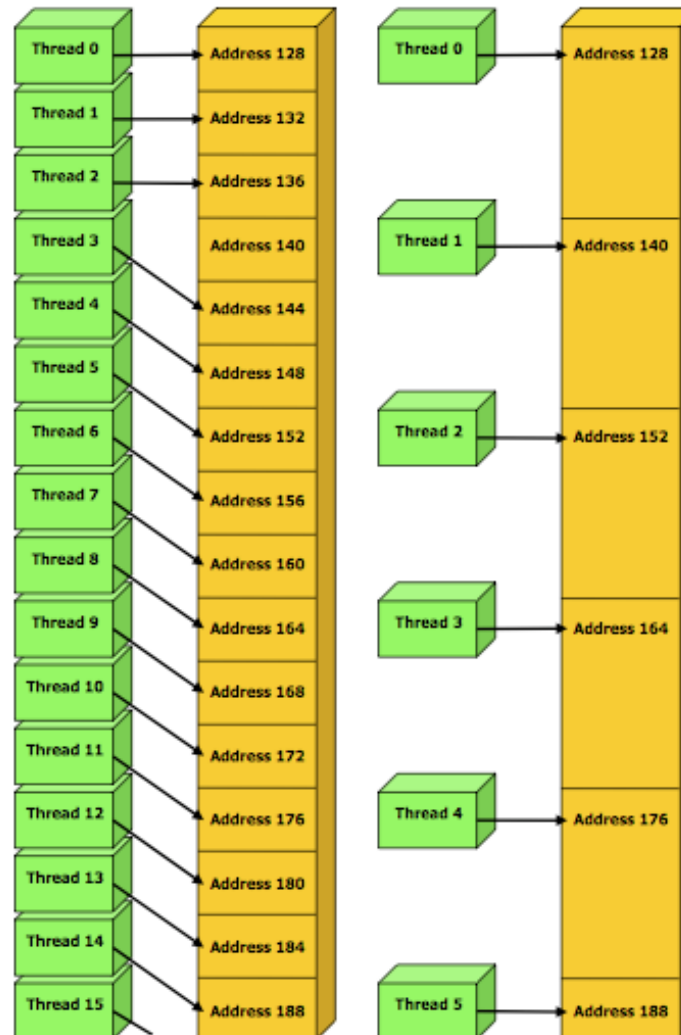 Thread 0
Address 128
Thread 1
Address 132
Thread 2
Address 136
Thread 3
Address 140
Thread 4
Address 144
Thread 5
Address 148
Thread 6
Address 152
Thread 7
Address 156
Thread 8
Address 160
Thread 9
Address 164
Thread 10
Address 168
Thread 11
Address 172
Thread 12
Address 176
Thread 13
Address 180
Thread 14
Address 184
Thread 15
Address 188
Thread 0
Address 128
Thread 1
Address 140
Thread 2
Address 152
Thread 3
Address 164
Thread 4
Address 176
Thread 5
Address 188